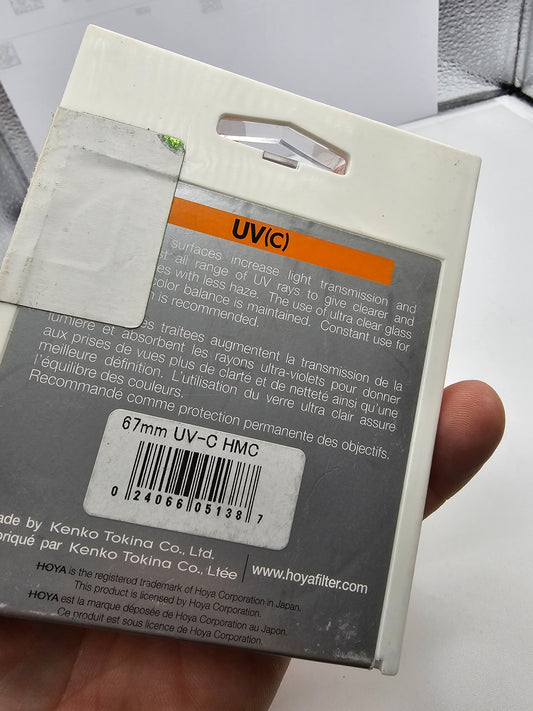 UV(C)
surfaces increase light transmission and
all range of UV rays to give clearer and
with less haze. The use of ultra clear glass
color balance is maintained. Constant use for
is recommended.
traitees augmentent la transmission de la
lumière et absorbent les rayons ultra-violets pour donner
aux prises de vues plus de clarté et de netteté ainsi qu'une
meilleure définition. L'utilisation du verre ultra clair assure
l'équilibre des couleurs.
Recommandé comme protection permanente des objectifs.
67mm UV-C HMC
0 24066 05138 7
by Kenko Tokina Co., Ltd.
par Kenko Tokina Co., Ltée
www.hoyafilter.com
HOYA is the registered trademark of Hoya Corporation in Japan.
This product is licensed by Hoya Corporation.
HOYA est la marque déposée de Hoya Corporation au Japon.
Ce produit est sous licence de Hoya Corporation.